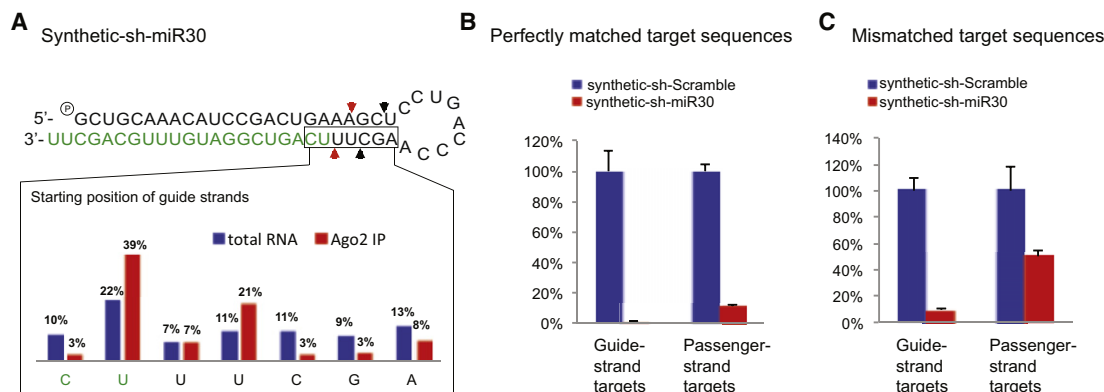 A
Synthetic-sh-miR30
5'- P GCUGCAAACAUCCGACUGAAAGCU
CCUGACCCA
3'- UUCGACGUUUGUAGGCUGACUUUCGA
Starting position of guide strands
total RNA Ago2 IP
10% 3% 22% 39% 7% 7% 11% 21% 11% 3% 9% 3% 13% 8%
C U U U C G A
B
Perfectly matched target sequences
synthetic-sh-Scramble
synthetic-sh-miR30
120%
100%
80%
60%
40%
20%
0%
Guide-
strand
targets
Passenger-
strand
targets
C
Mismatched target sequences
synthetic-sh-Scramble
synthetic-sh-miR30
140%
120%
100%
80%
60%
40%
20%
0%
Guide-
strand
targets
Passenger-
strand
targets